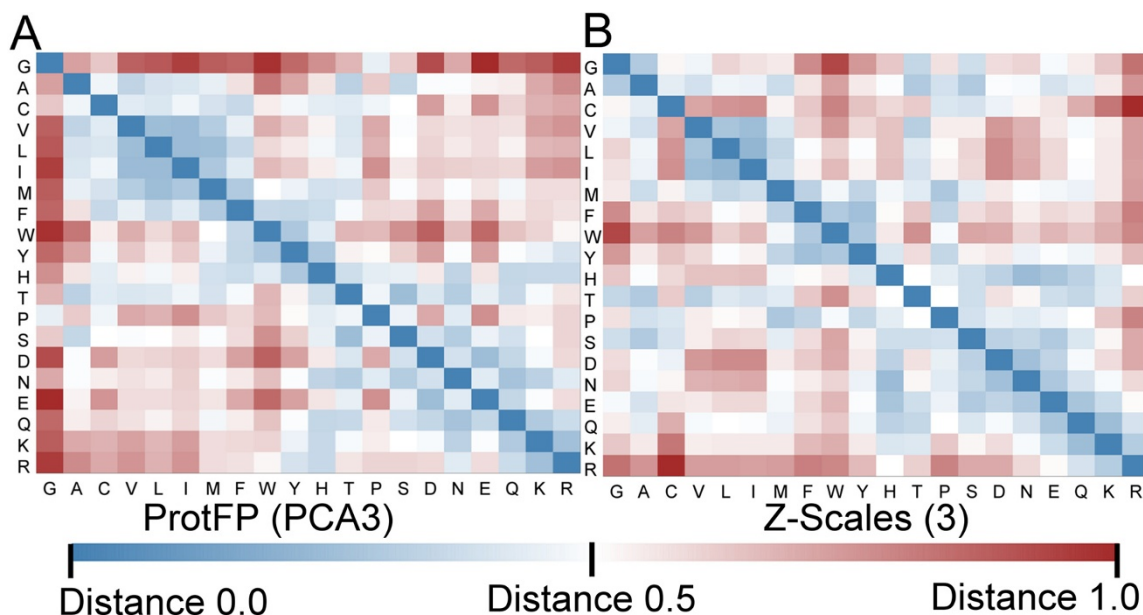 A
B
G
A
C
V
L
I
M
F
W
Y
H
T
P
S
D
N
E
Q
K
R
G
A
C
V
L
I
M
F
W
Y
H
T
P
S
D
N
E
Q
K
R
G A C V L I M F W Y H T P S D N E Q K R
G A C V L I M F W Y H T P S D N E Q K R
ProtFP (PCA3)
Z-Scales (3)
Distance 0.0
Distance 0.5
Distance 1.0